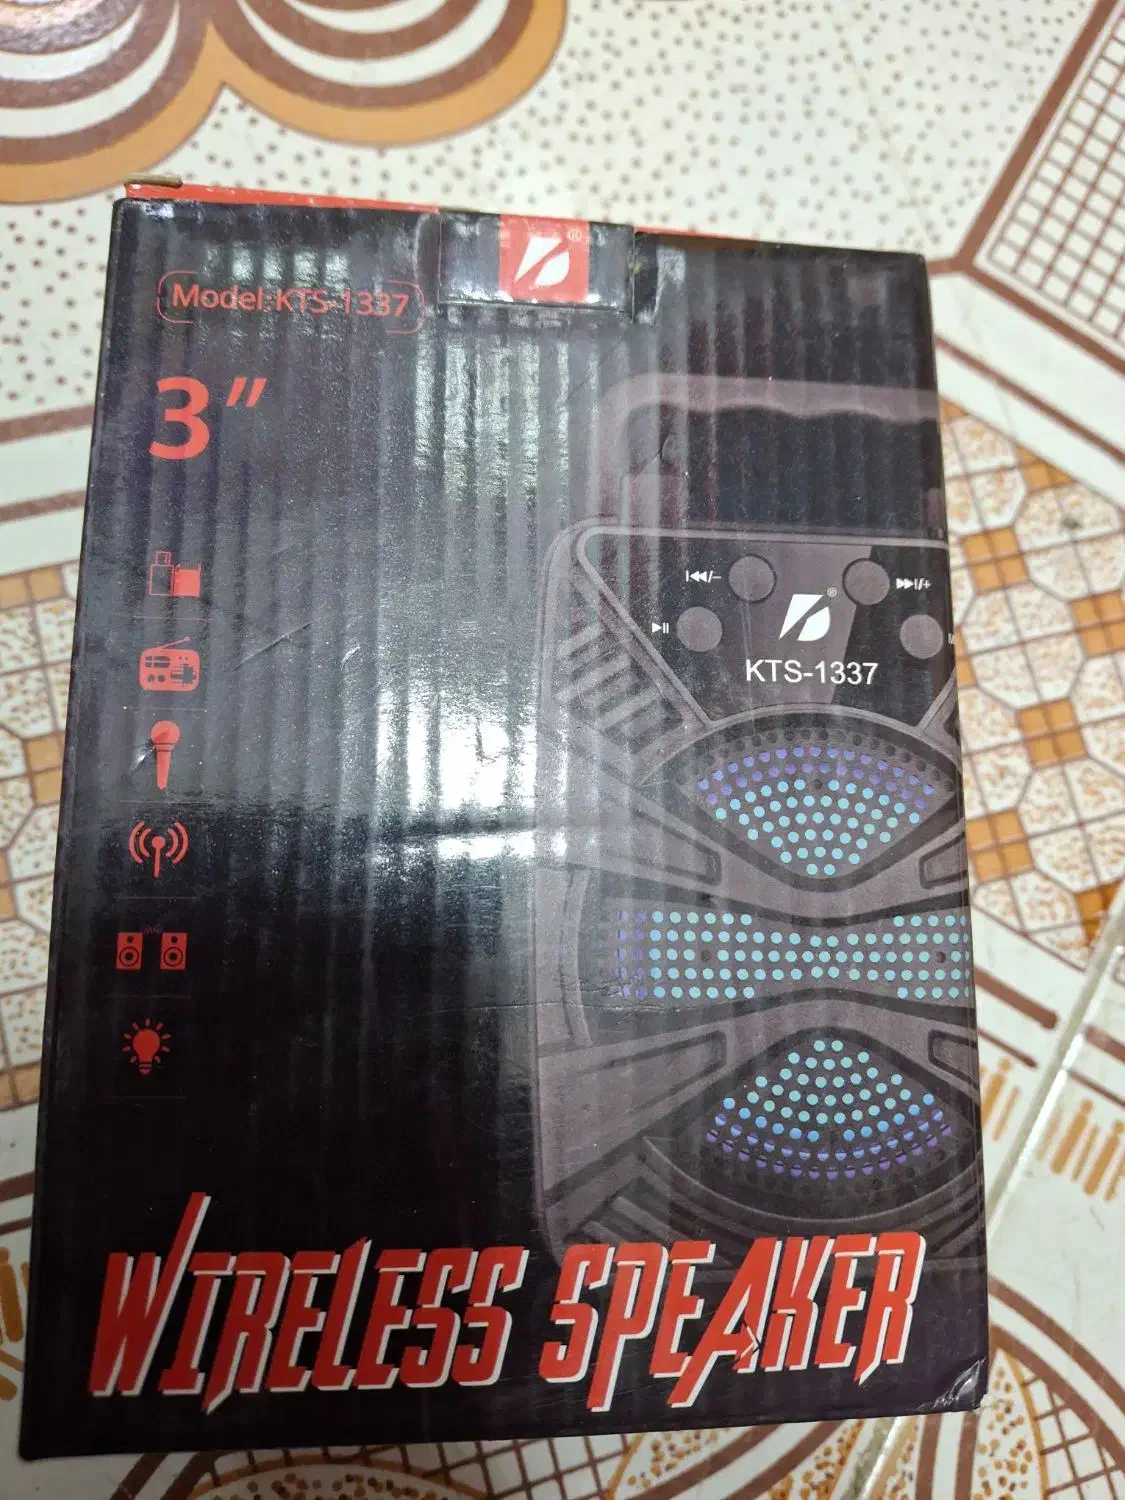 Model:KTS-1337
3"
KTS-1337
WIRELESS SPEAKER